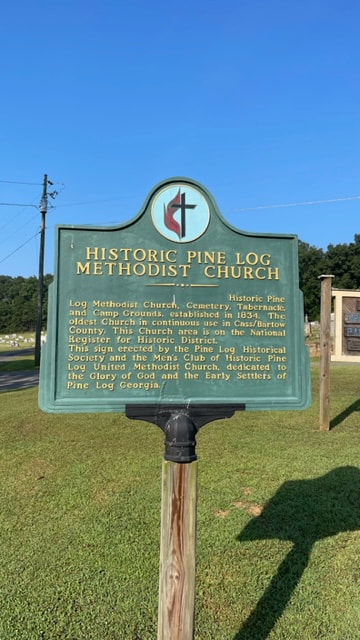 HISTORIC PINE LOG
METHODIST CHURCH
Historic Pine
Log Methodist Church, Cemetery, Tabernacle,
and Camp Grounds, established in 1834. The
oldest Church in continuous use in Cass/Bartow
County. This Church area is on the National
Register for Historic District.
This sign erected by the Pine Log Historical
Society and the Men's Club of Historic Pine
Log United Methodist Church, dedicated to
the Glory of God and the Early Settlers of
Pine Log Georgia.